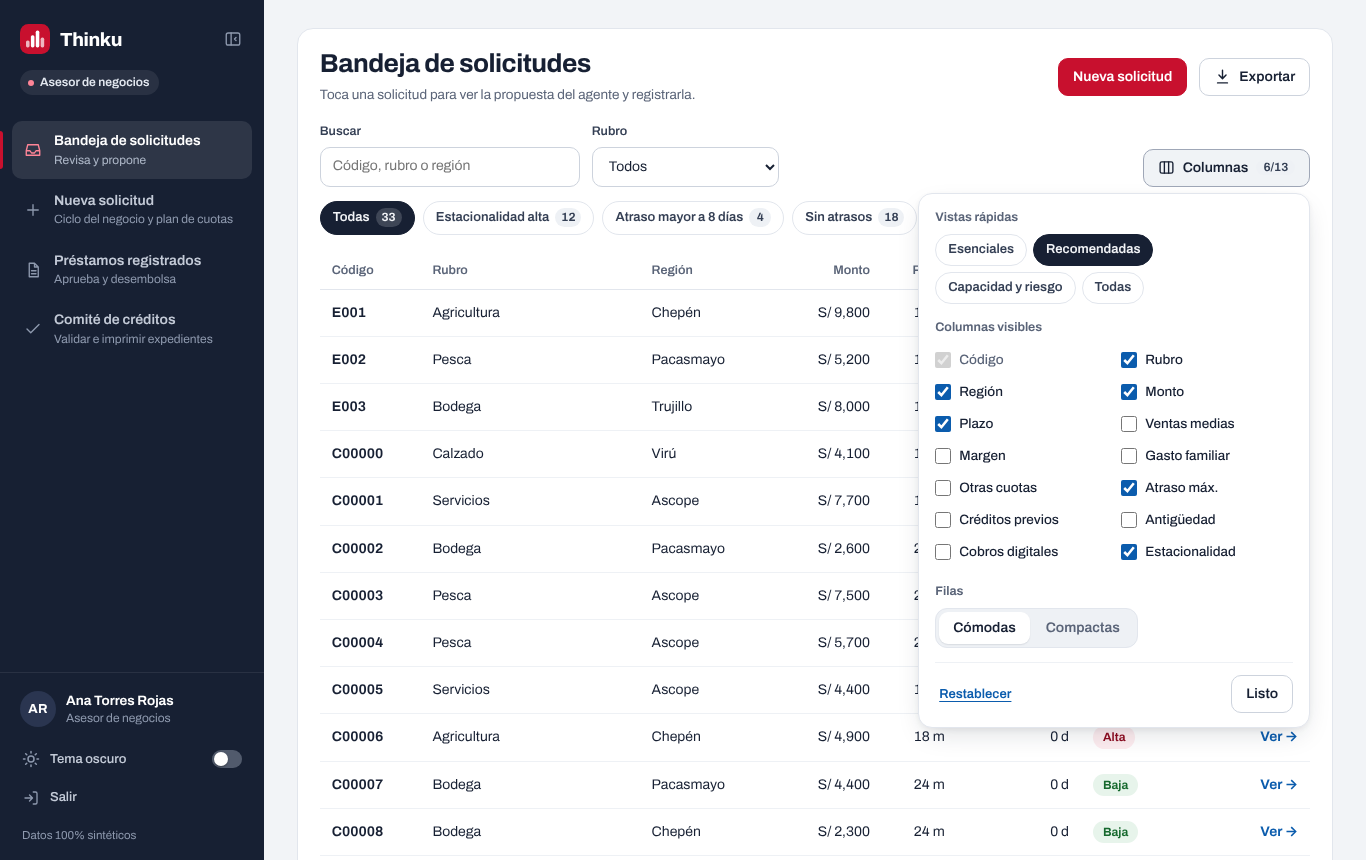 Thinku
Asesor de negocios
Bandeja de solicitudes
Revisa y propone
Nueva solicitud
Ciclo del negocio y plan de cuotas
Préstamos registrados
Aprueba y desembolsa
Comité de créditos
Validar e imprimir expedientes
AR
Ana Torres Rojas
Asesor de negocios
Tema oscuro
Salir
Datos 100% sintéticos
Bandeja de solicitudes
Toca una solicitud para ver la propuesta del agente y registrarla.
Nueva solicitud
Exportar
Buscar
Rubro
Código, rubro o región
Todos
Columnas 6/13
Todas 33
Estacionalidad alta 12
Atraso mayor a 8 días 4
Sin atrasos 18
Código Rubro Región Monto
E001 Agricultura Chepén S/ 9,800
E002 Pesca Pacasmayo S/ 5,200
E003 Bodega Trujillo S/ 8,000
C00000 Calzado Virú S/ 4,100
C00001 Servicios Ascope S/ 7,700
C00002 Bodega Pacasmayo S/ 2,600
C00003 Pesca Ascope S/ 7,500
C00004 Pesca Ascope S/ 5,700
C00005 Servicios Ascope S/ 4,400
C00006 Agricultura Chepén S/ 4,900 18 m 0 d Alta Ver →
C00007 Bodega Pacasmayo S/ 4,400 24 m 0 d Baja Ver →
C00008 Bodega Chepén S/ 2,300 24 m 0 d Baja Ver →
Vistas rápidas
Esenciales
Recomendadas
Capacidad y riesgo
Todas
Columnas visibles
Código
Rubro
Región
Monto
Plazo
Ventas medias
Margen
Gasto familiar
Otras cuotas
Atraso máx.
Créditos previos
Antigüedad
Cobros digitales
Estacionalidad
Filas
Cómodas
Compactas
Restablecer
Listo